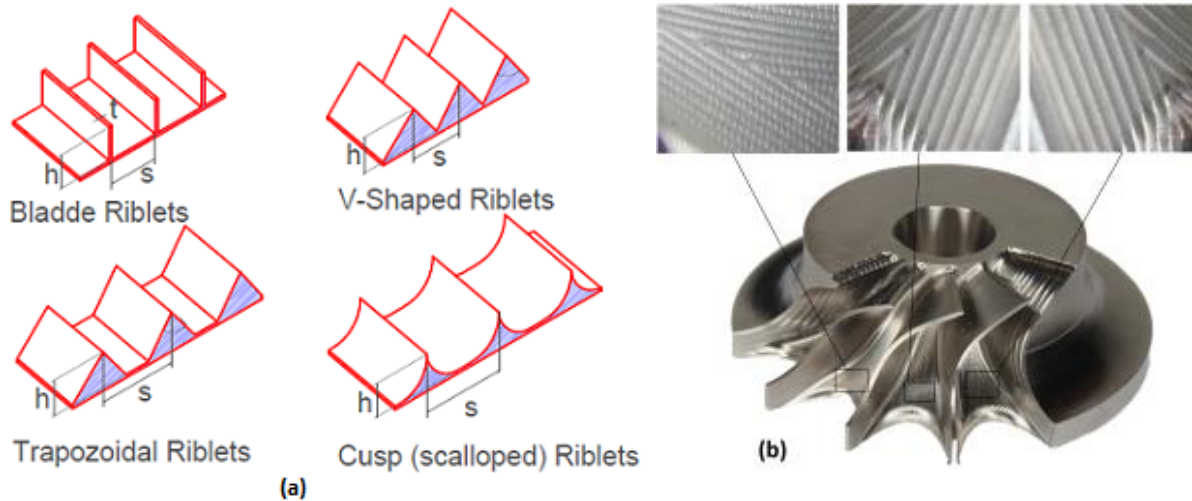 t
h
s
Bladde Riblets
h
s
V-Shaped Riblets
h
s
Trapozoidal Riblets
h
s
Cusp (scalloped) Riblets
(a)
(b)